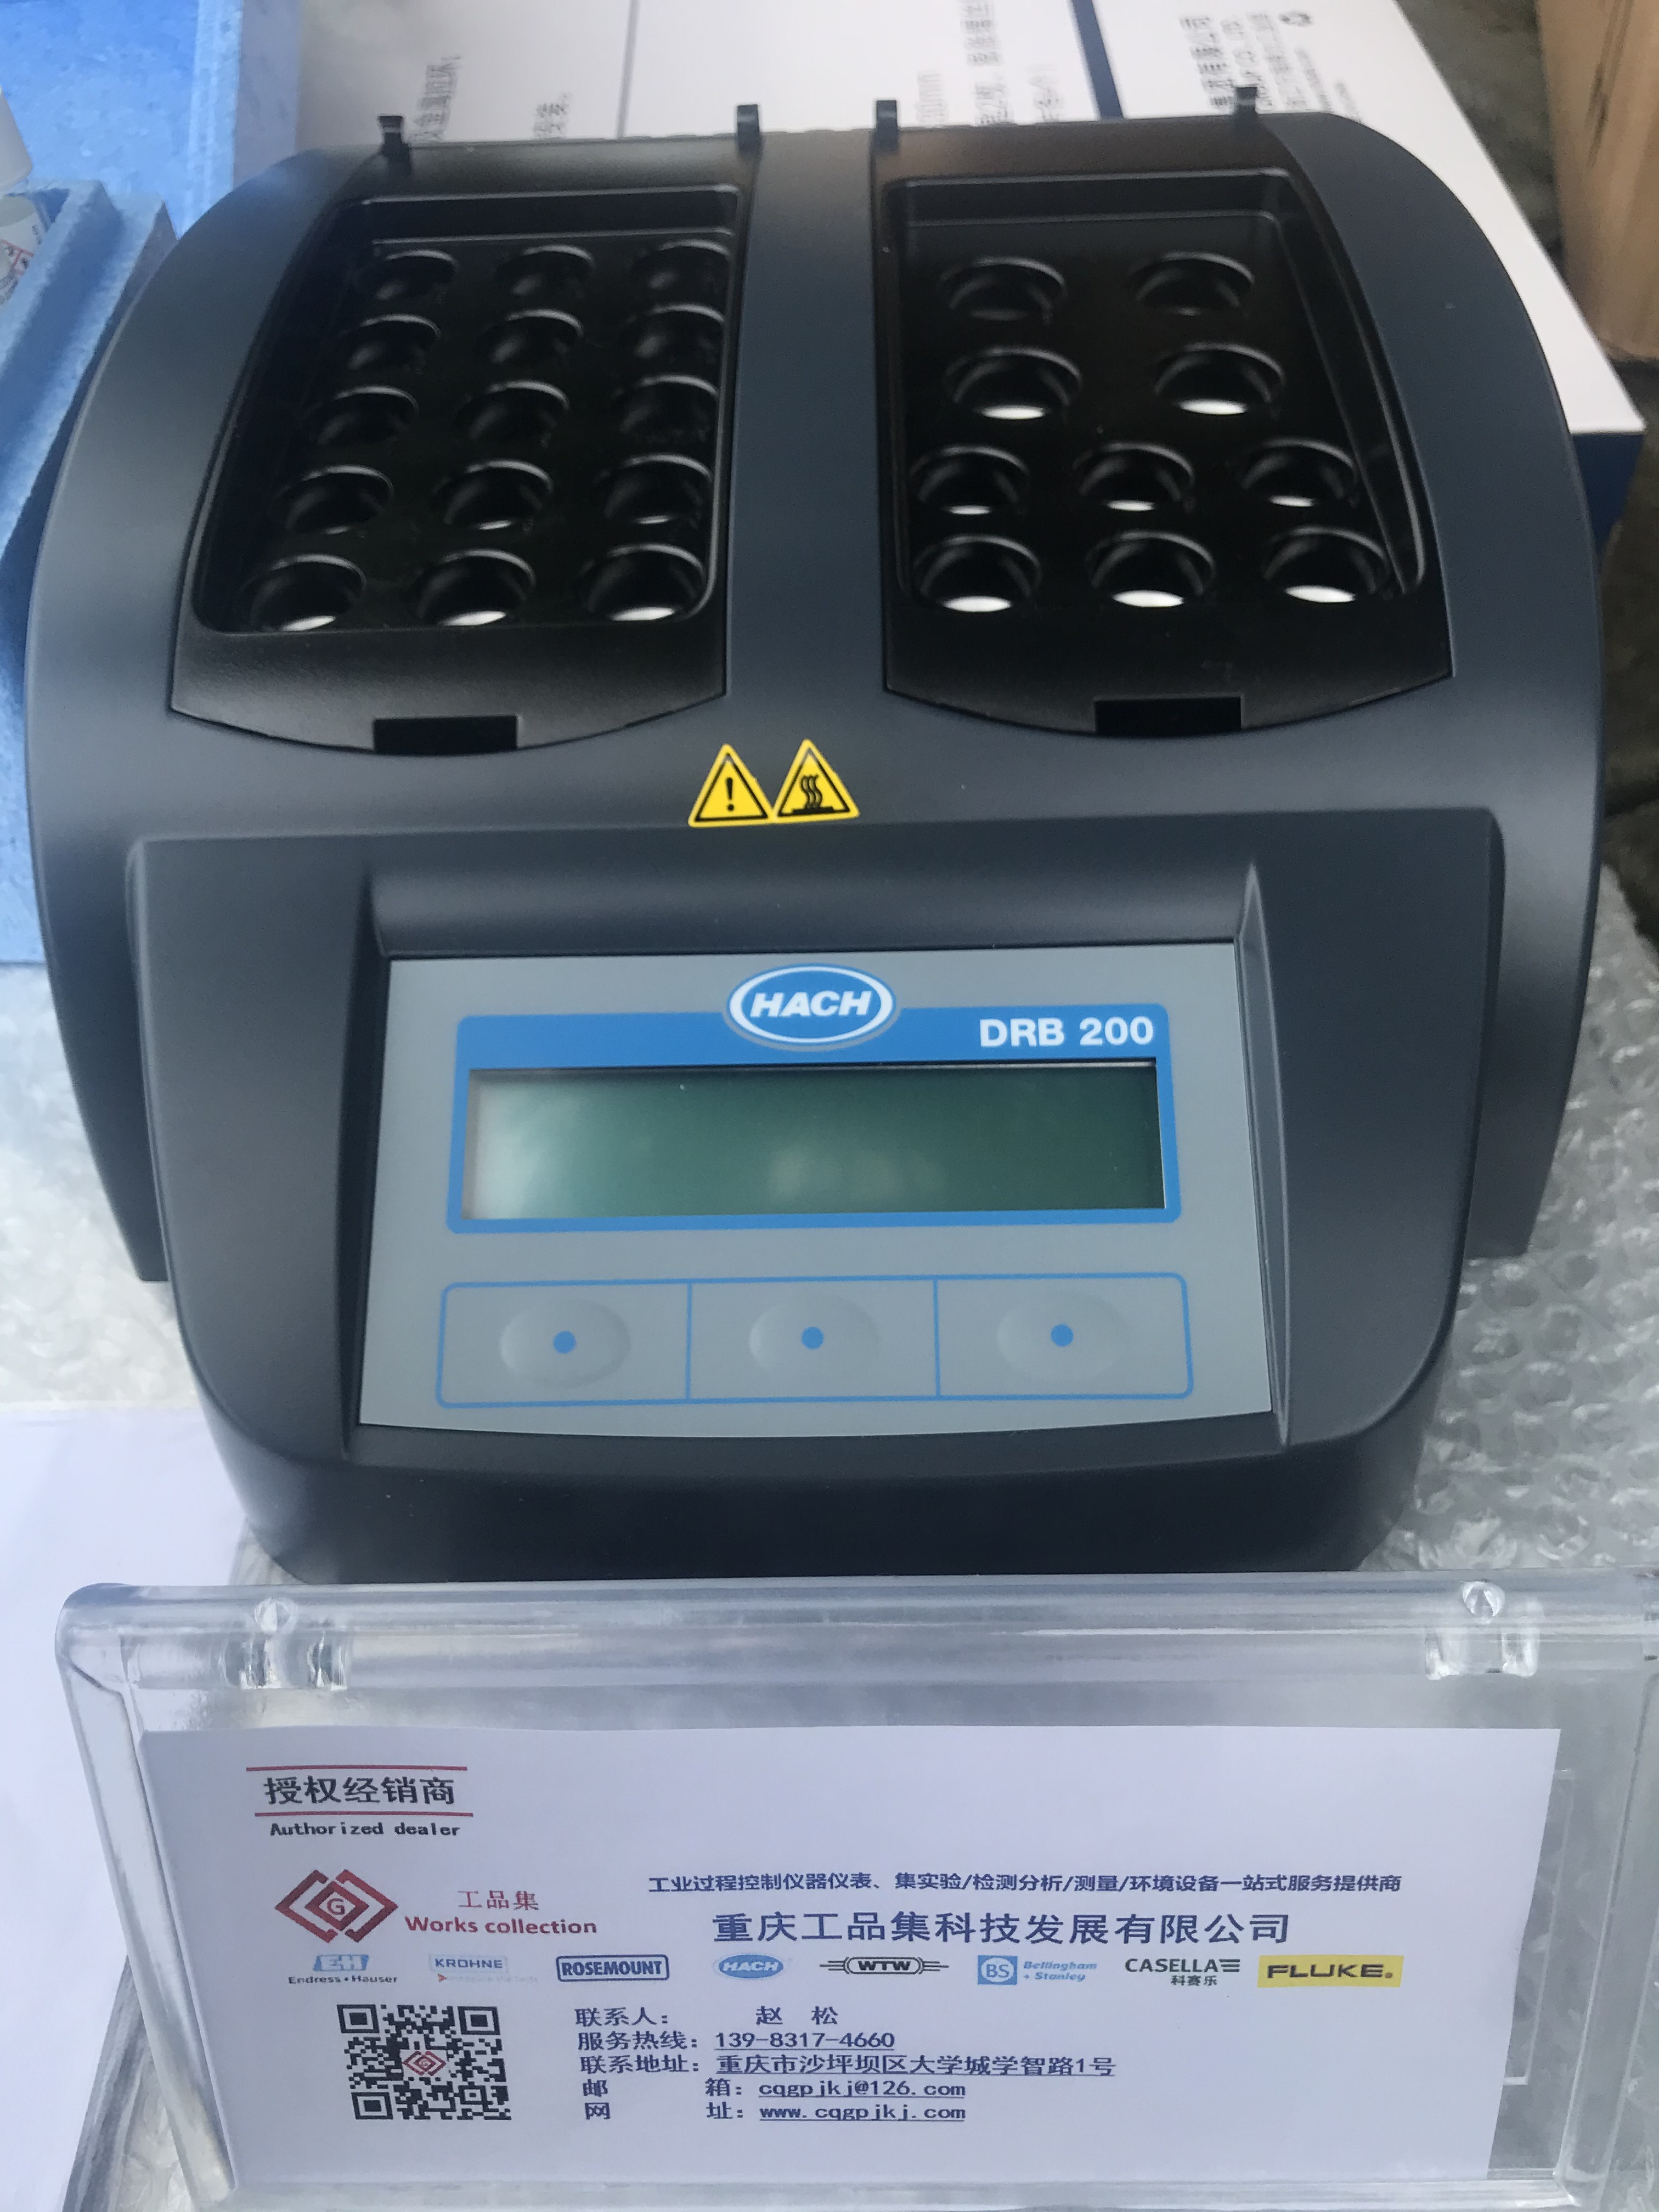 HACH
DRB 200
授权经销商
Authorized dealer
工品集
Works collection
工业过程控制仪器仪表、集实验/检测分析/测量/环境设备一站式服务提供商
重庆工品集科技发展有限公司
EH
Endress+Hauser
KROHNE
ROSEMOUNT
HACH
WTW
BS Bellingham + Stanley
CASELLA
科赛乐
FLUKE
G
联系人: 赵 松
服务热线: 139-8317-4660
联系地址: 重庆市沙坪坝区大学城学智路1号
邮 箱: cqgpjkj@126.com
网 址: www.cqgpjkj.com